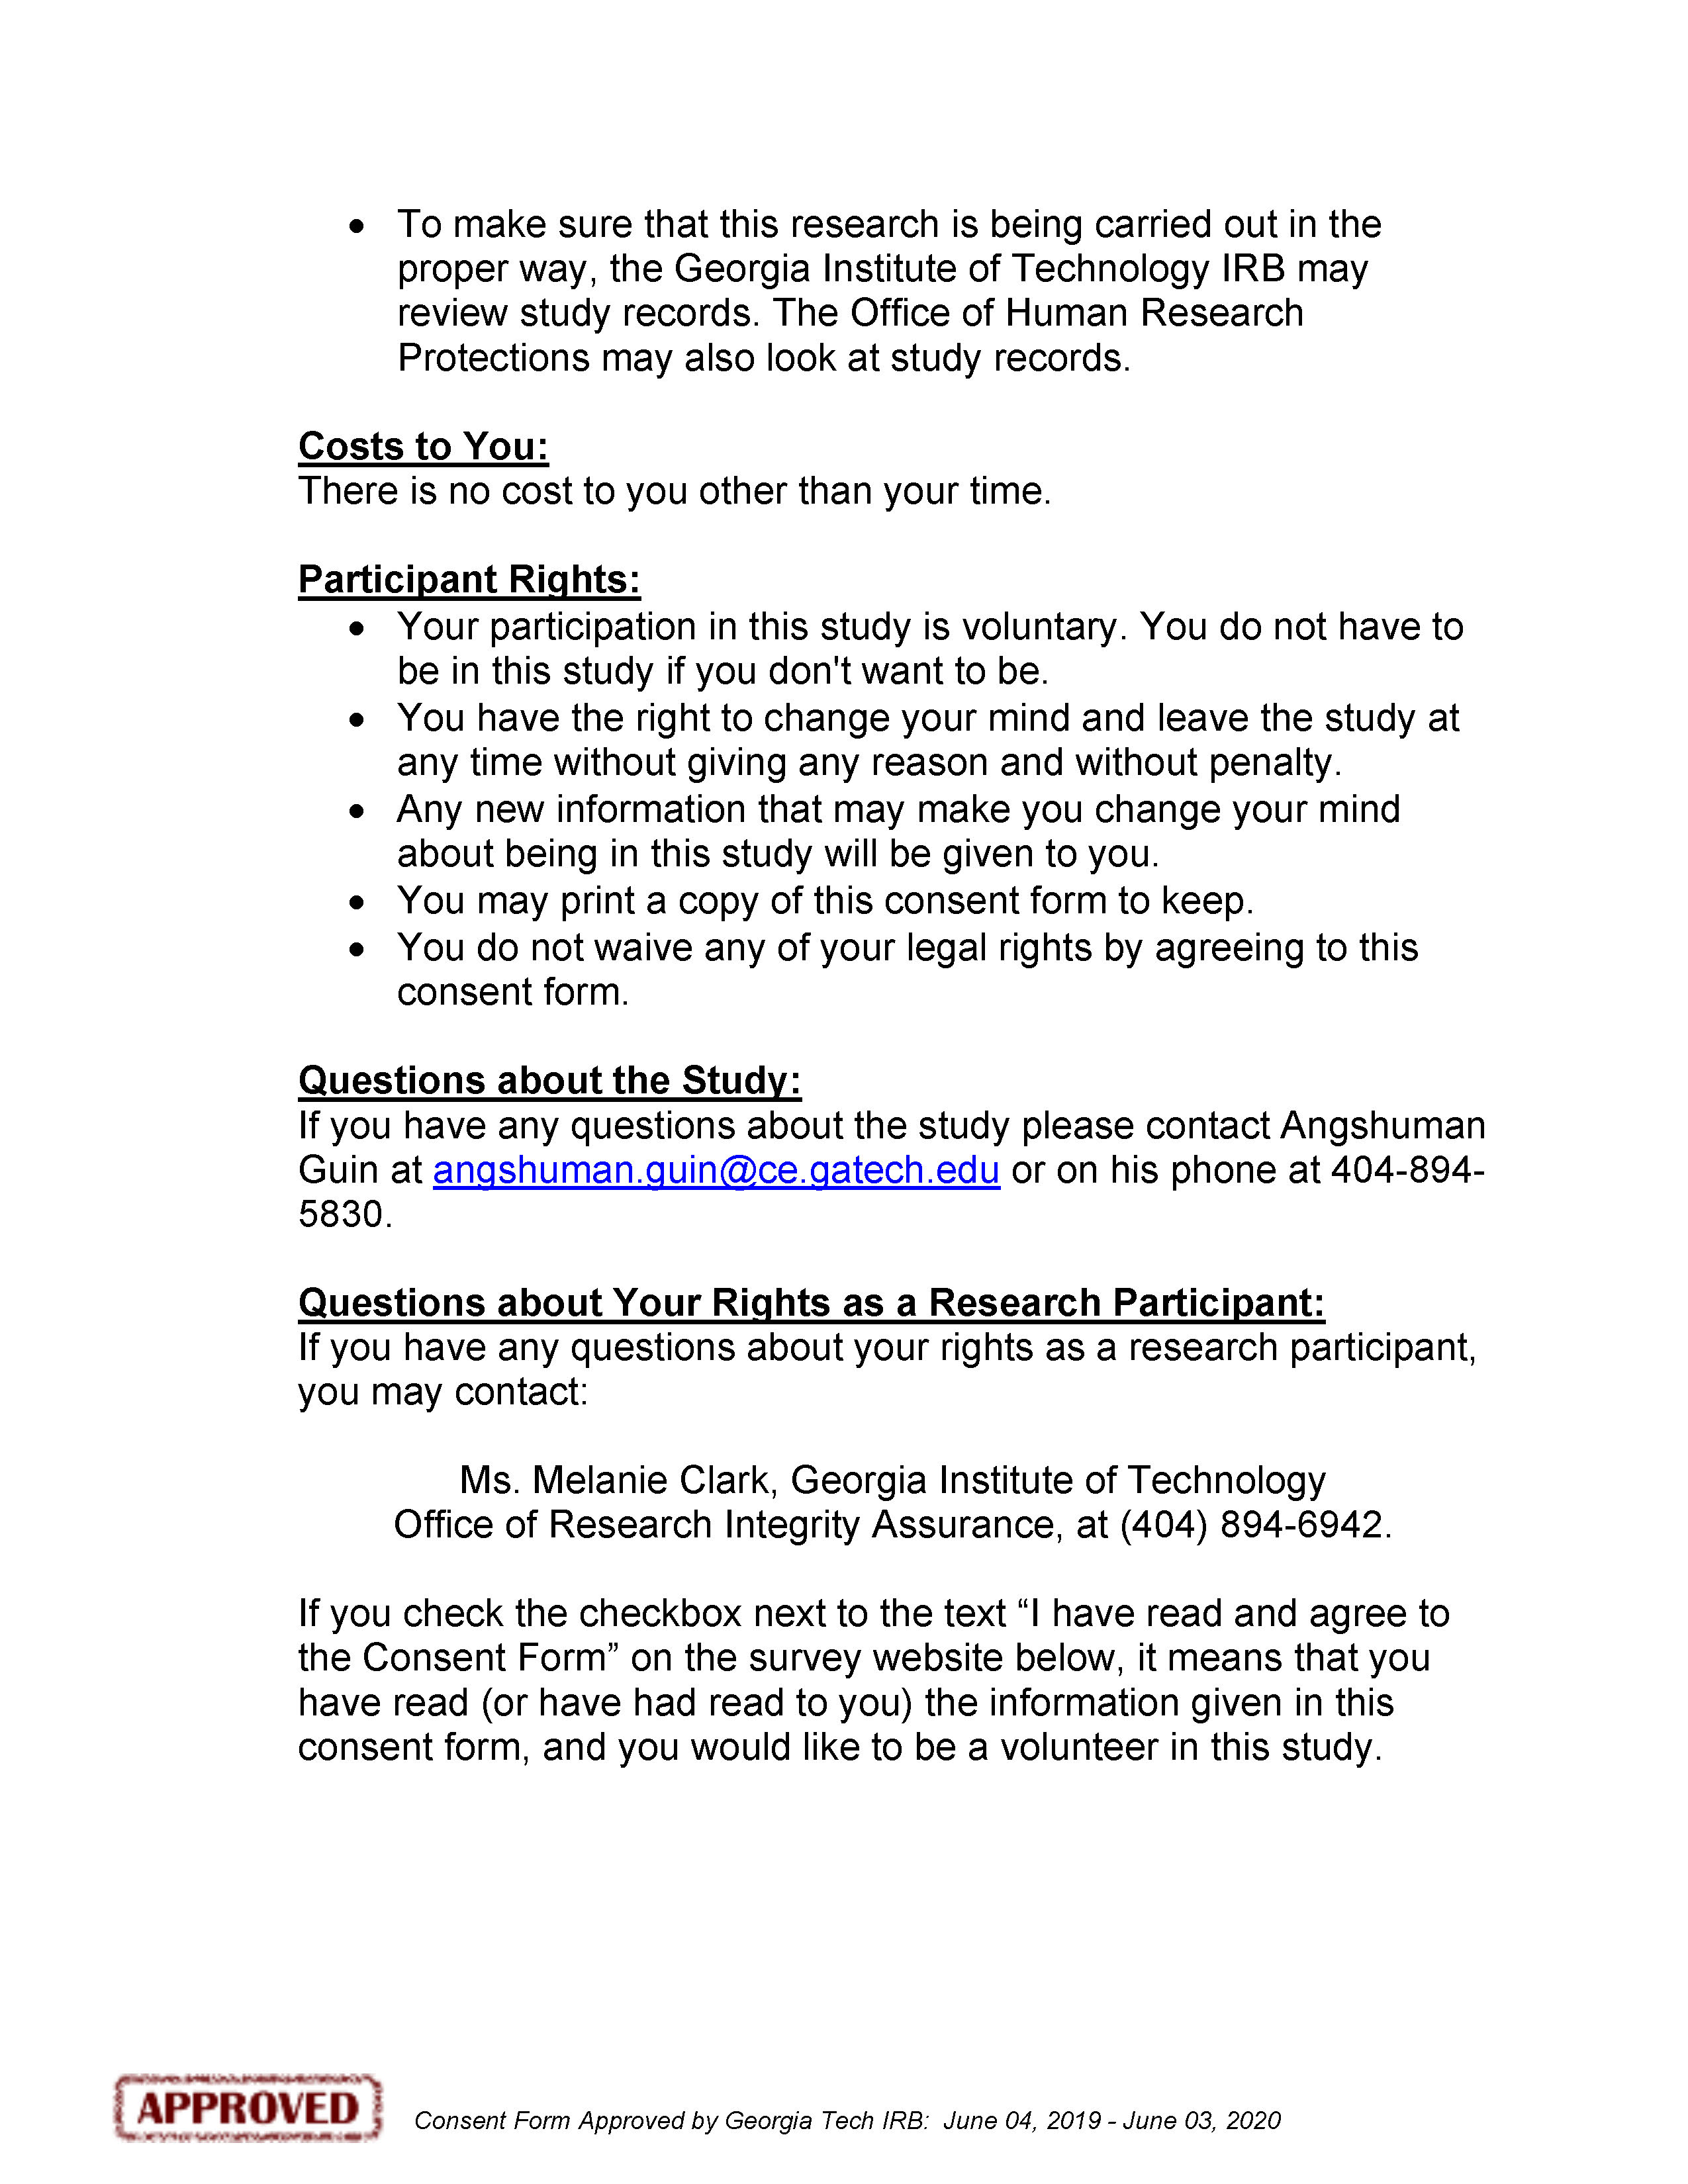 • To make sure that this research is being carried out in the
proper way, the Georgia Institute of Technology IRB may
review study records. The Office of Human Research
Protections may also look at study records.
Costs to You:
There is no cost to you other than your time.
Participant Rights:
• Your participation in this study is voluntary. You do not have to
be in this study if you don't want to be.
• You have the right to change your mind and leave the study at
any time without giving any reason and without penalty.
• Any new information that may make you change your mind
about being in this study will be given to you.
• You may print a copy of this consent form to keep.
• You do not waive any of your legal rights by agreeing to this
consent form.
Questions about the Study:
If you have any questions about the study please contact Angshuman
Guin at angshuman.guin@ce.gatech.edu or on his phone at 404-894-
5830.
Questions about Your Rights as a Research Participant:
If you have any questions about your rights as a research participant,
you may contact:
Ms. Melanie Clark, Georgia Institute of Technology
Office of Research Integrity Assurance, at (404) 894-6942.
If you check the checkbox next to the text “I have read and agree to
the Consent Form” on the survey website below, it means that you
have read (or have had read to you) the information given in this
consent form, and you would like to be a volunteer in this study.
APPROVED Consent Form Approved by Georgia Tech IRB: June 04, 2019 - June 03, 2020